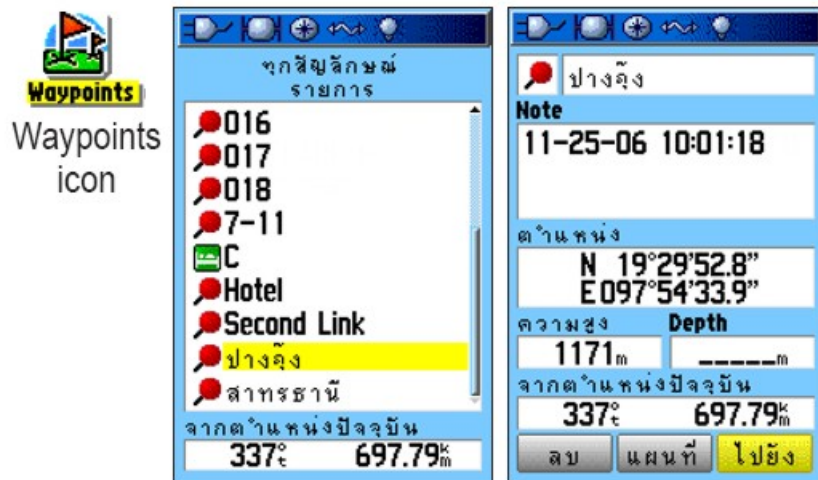 Waypoints
Waypoints
icon
ทุกสัญลักษณ์
รายการ
016
017
018
7-11
C
Hotel
Second Link
ปางอุ๋ง
สาทรธานี
จากตำแหน่งปัจจุบัน
337°t 697.79km
ปางอุ๋ง
Note
11-25-06 10:01:18
ตำแหน่ง
N 19°29'52.8"
E097°54'33.9"
ความสูง Depth
1171m _____m
จากตำแหน่งปัจจุบัน
337°t 697.79km
ลบ แผนที่ ไปยัง